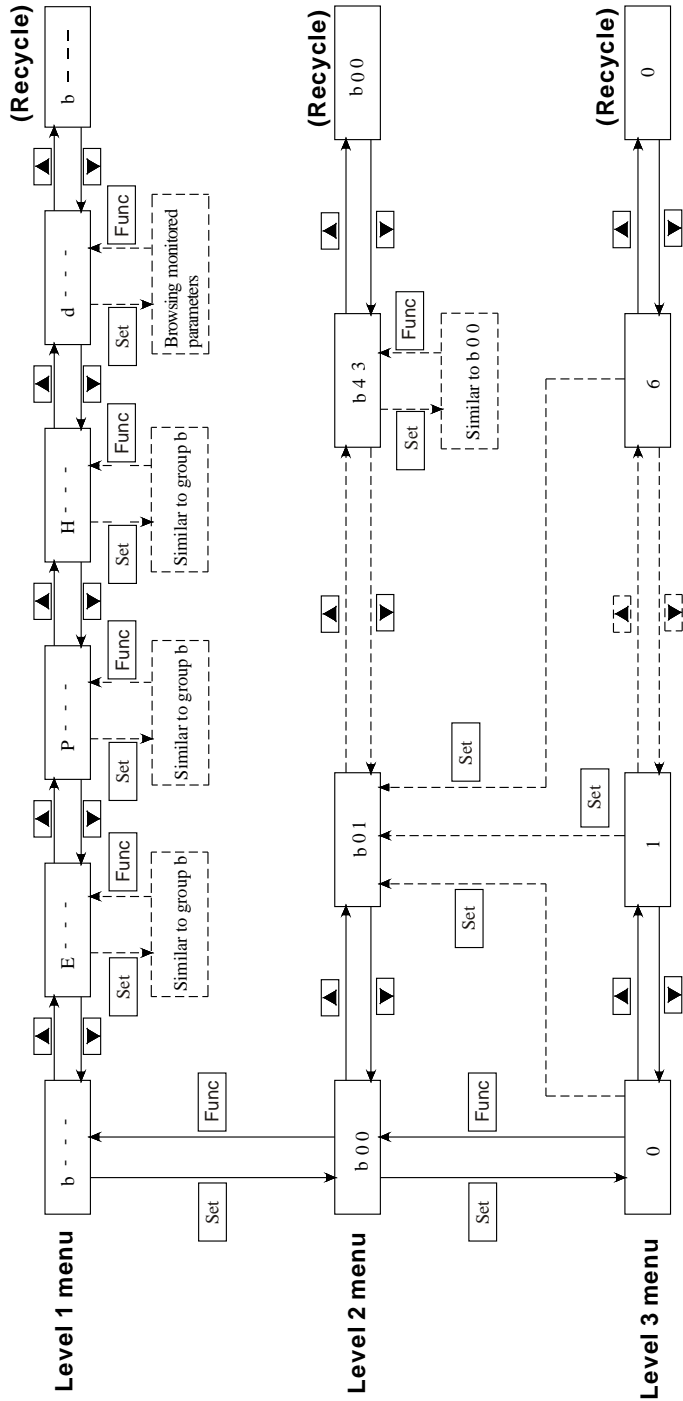 Level 1 menu
b - - -
E - - -
P - - -
H - - -
d - - -
b - - -
(Recycle)
▲
▼
▲
▼
▲
▼
▲
▼
▲
▼
Set
Func
Similar to group b
Set
Func
Similar to group b
Set
Func
Similar to group b
Set
Func
Browsing monitored
parameters
Set
Func
Level 2 menu
b 0 0
b 0 1
b 4 3
b 0 0
(Recycle)
▲
▼
▲
▼
▲
▼
Set
Func
Similar to b 0 0
Set
Func
Set
Set
Set
Level 3 menu
0
1
6
0
(Recycle)
▲
▼
▲
▼
▲
▼